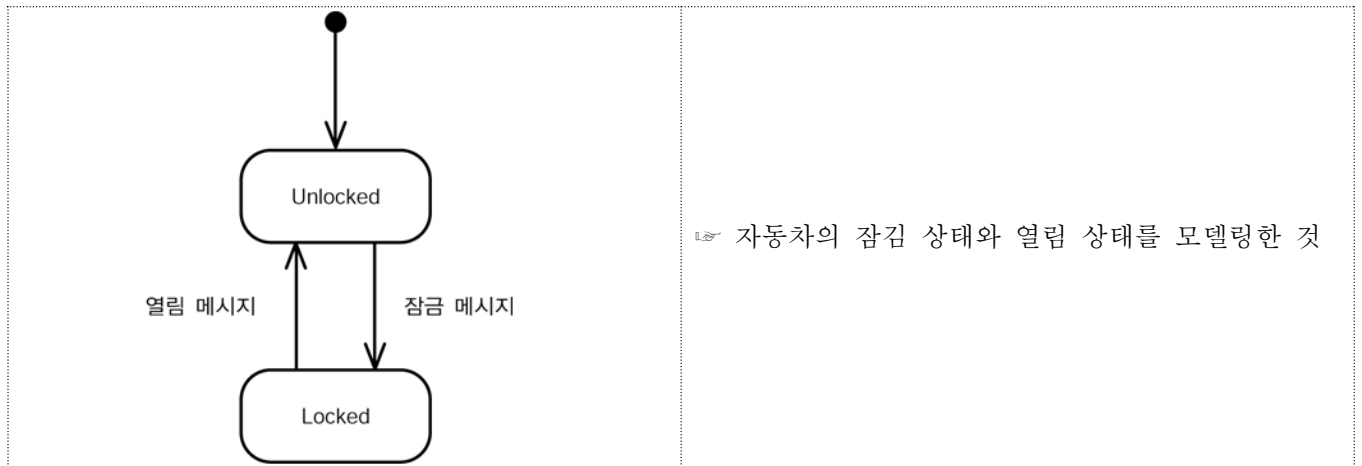 Unlocked
열림 메시지
잠금 메시지
Locked
☞ 자동차의 잠김 상태와 열림 상태를 모델링한 것